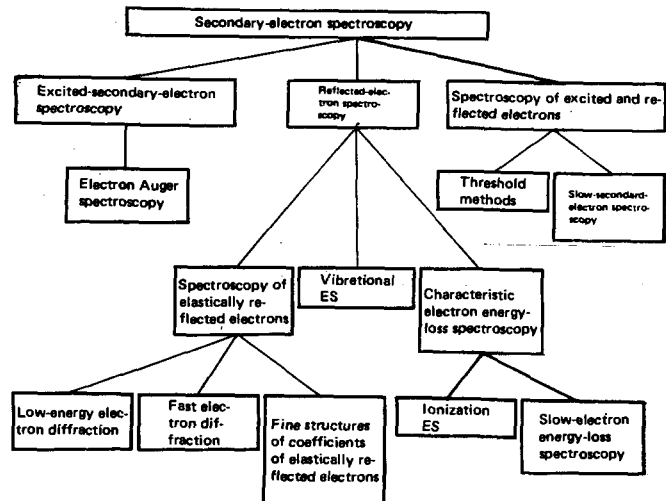 Secondary-electron spectroscopy
Excited-secondary-electron
spectroscopy
Reflected-elec-
tron spectro-
scopy
Spectroscopy of excited and re-
flected electrons
Electron Auger
spectroscopy
Threshold
methods
Slow-secondard-
electron spectro-
scopy
Spectroscopy of
elastically re-
flected electrons
Vibretional
ES
Characteristic
electron energy-
loss spectroscopy
Low-energy elec-
tron diffraction
Fast elec-
tron dif-
fraction
Fine structures
of coefficients
of elastically re-
flected electrons
Ionization
ES
Slow-electron
energy-loss
spectroscopy